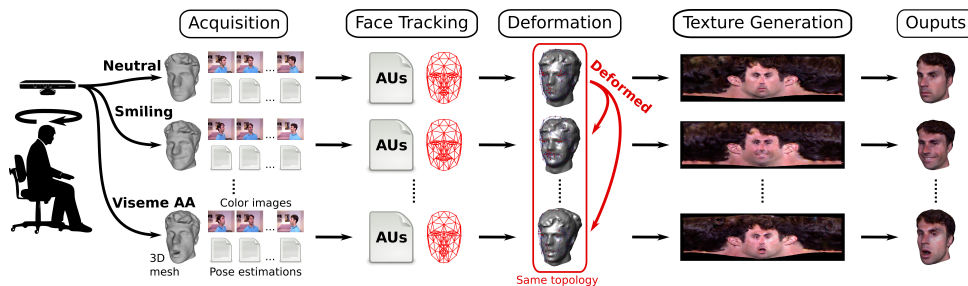 Acquisition
Face Tracking
Deformation
Texture Generation
Ouputs
Neutral
... ...
AUs
Deformed
Smiling
... ...
AUs
Viseme AA
Color images
... ...
AUs
3D
mesh
Pose estimations
Same topology